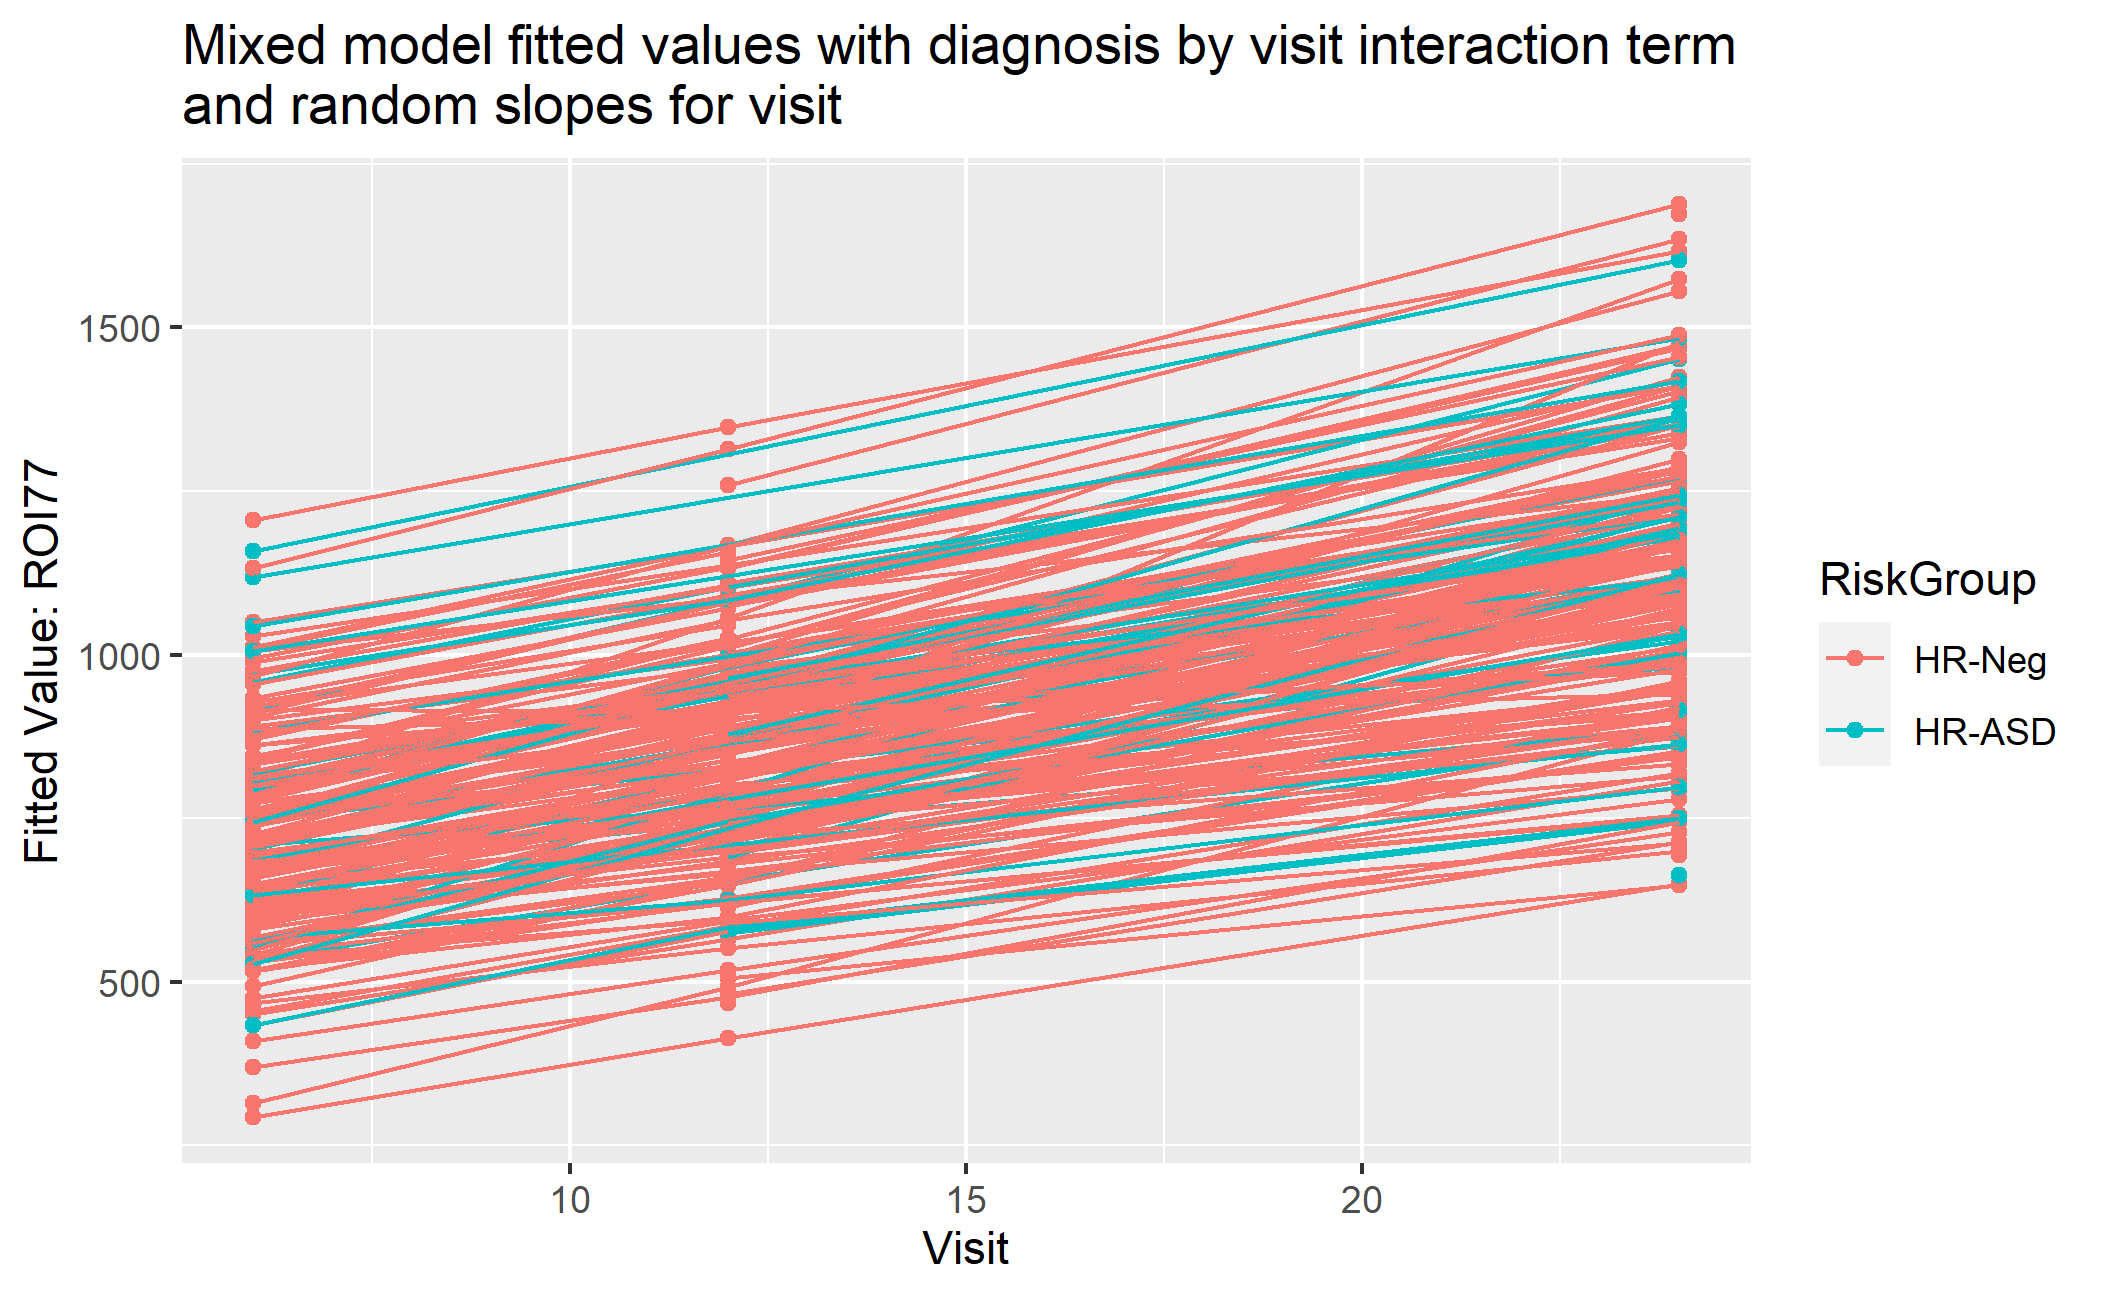 Mixed model fitted values with diagnosis by visit interaction term
and random slopes for visit
Fitted Value: ROI77
1500
1000
500
10
15
20
Visit
RiskGroup
HR-Neg
HR-ASD